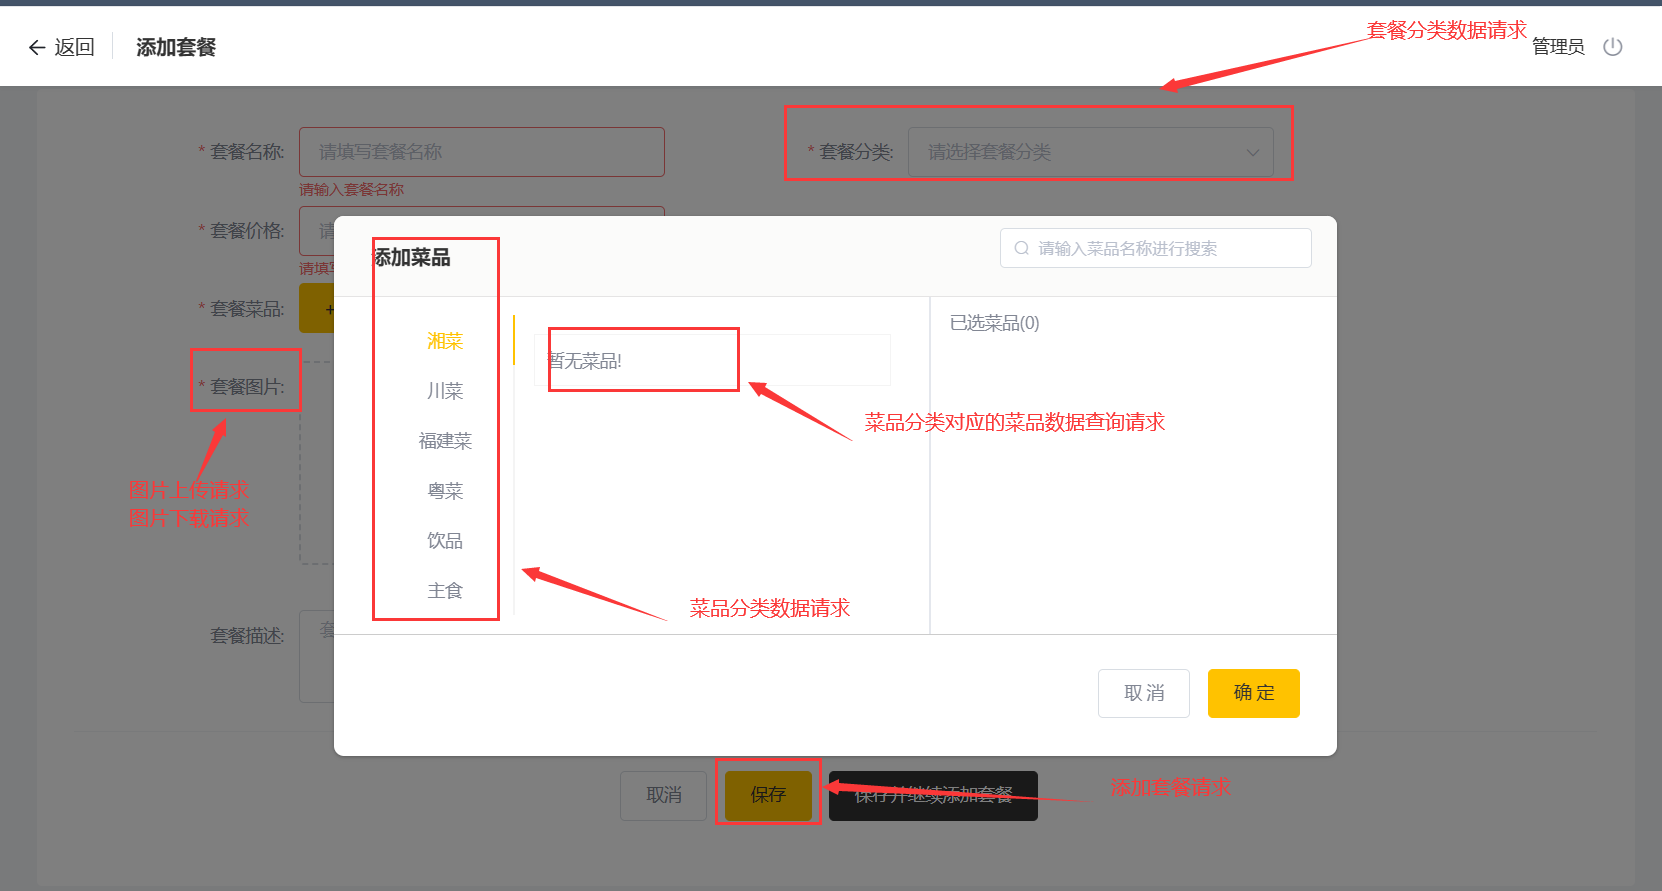 返回
添加套餐
套餐分类数据请求
管理员
* 套餐名称:
请填写套餐名称
* 套餐分类:
请选择套餐分类
请输入套餐名称
* 套餐价格:
请
请填写
添加菜品
请输入菜品名称进行搜索
* 套餐菜品:
+
湘菜
川菜
福建菜
粤菜
饮品
主食
暂无菜品!
已选菜品(0)
* 套餐图片:
菜品分类对应的菜品数据查询请求
图片上传请求
图片下载请求
菜品分类数据请求
套餐描述:
套
取 消
确 定
取消
保存
保存并继续添加套餐
添加套餐请求